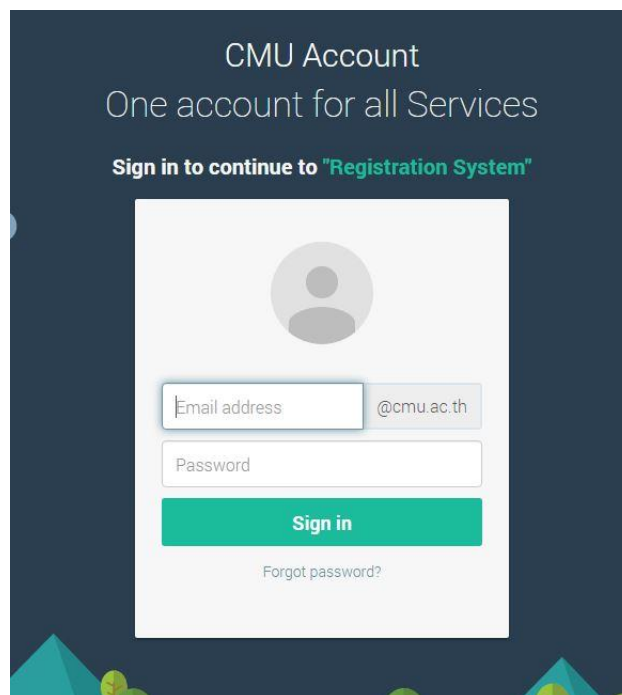 CMU Account
One account for all Services
Sign in to continue to "Registration System"
Email address @cmu.ac.th
Password
Sign in
Forgot password?